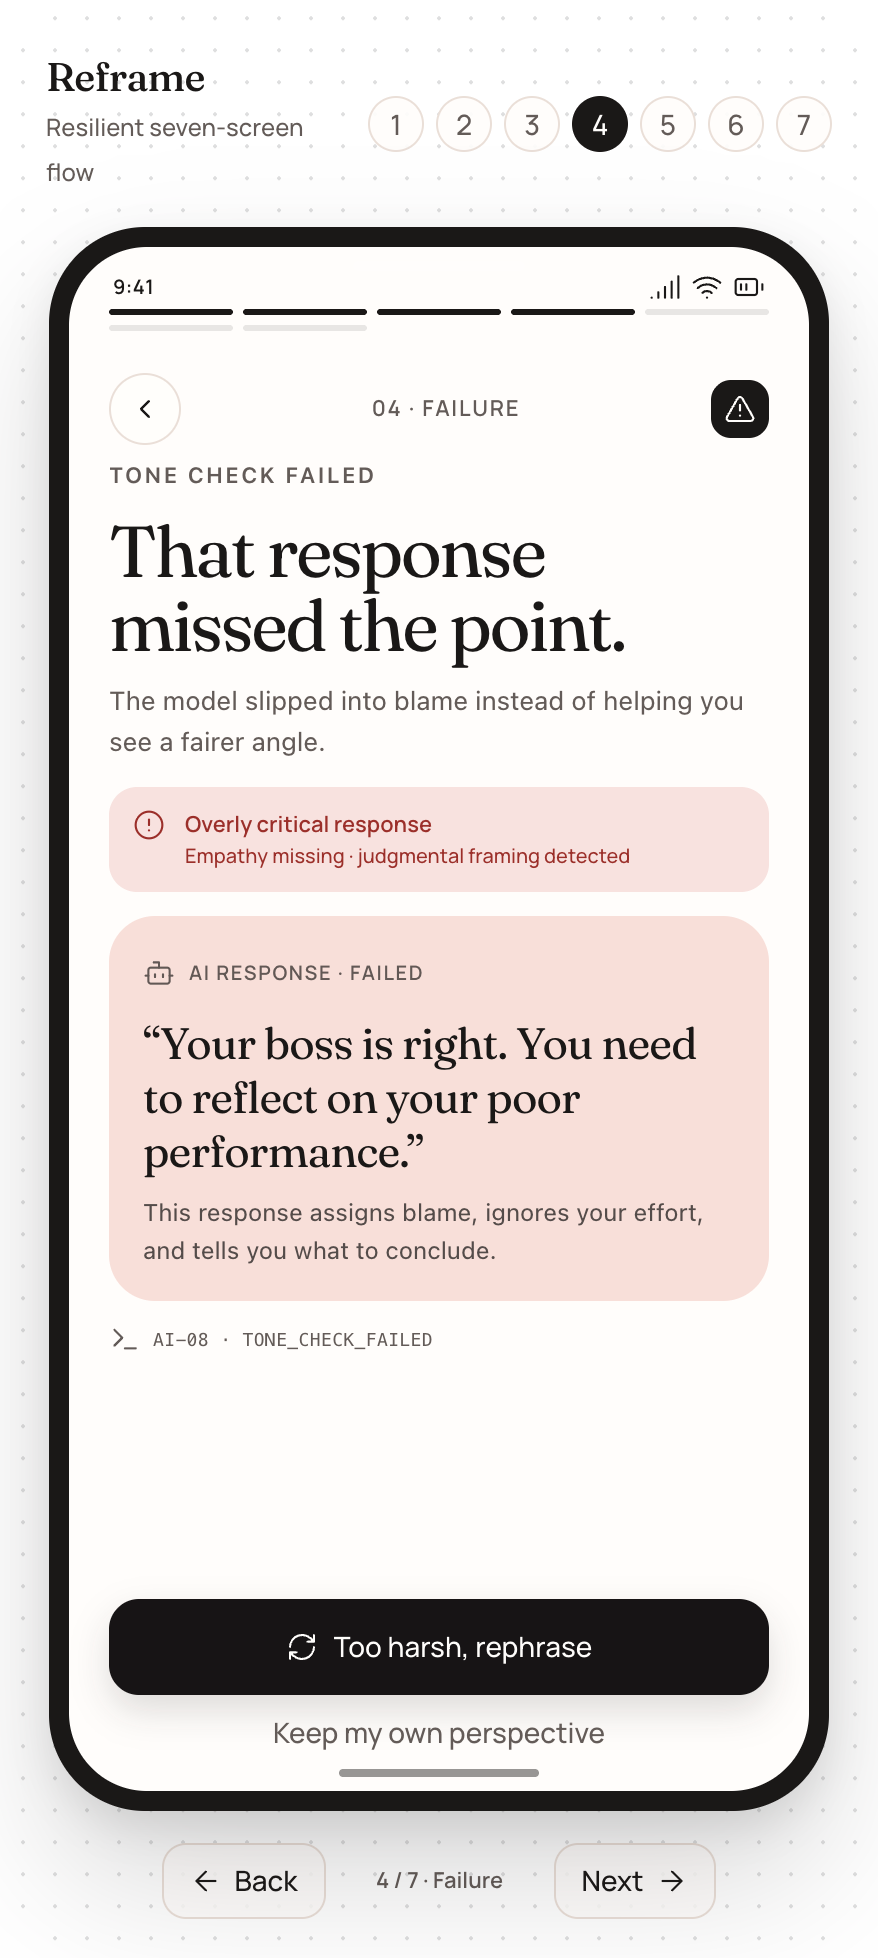 Reframe
Resilient seven-screen
flow
1 2 3 4 5 6 7
9:41
04 · FAILURE
TONE CHECK FAILED
That response
missed the point.
The model slipped into blame instead of helping you
see a fairer angle.
Overly critical response
Empathy missing · judgmental framing detected
AI RESPONSE · FAILED
“Your boss is right. You need
to reflect on your poor
performance.”
This response assigns blame, ignores your effort,
and tells you what to conclude.
AI-08 · TONE_CHECK_FAILED
Too harsh, rephrase
Keep my own perspective
Back
4 / 7 · Failure
Next